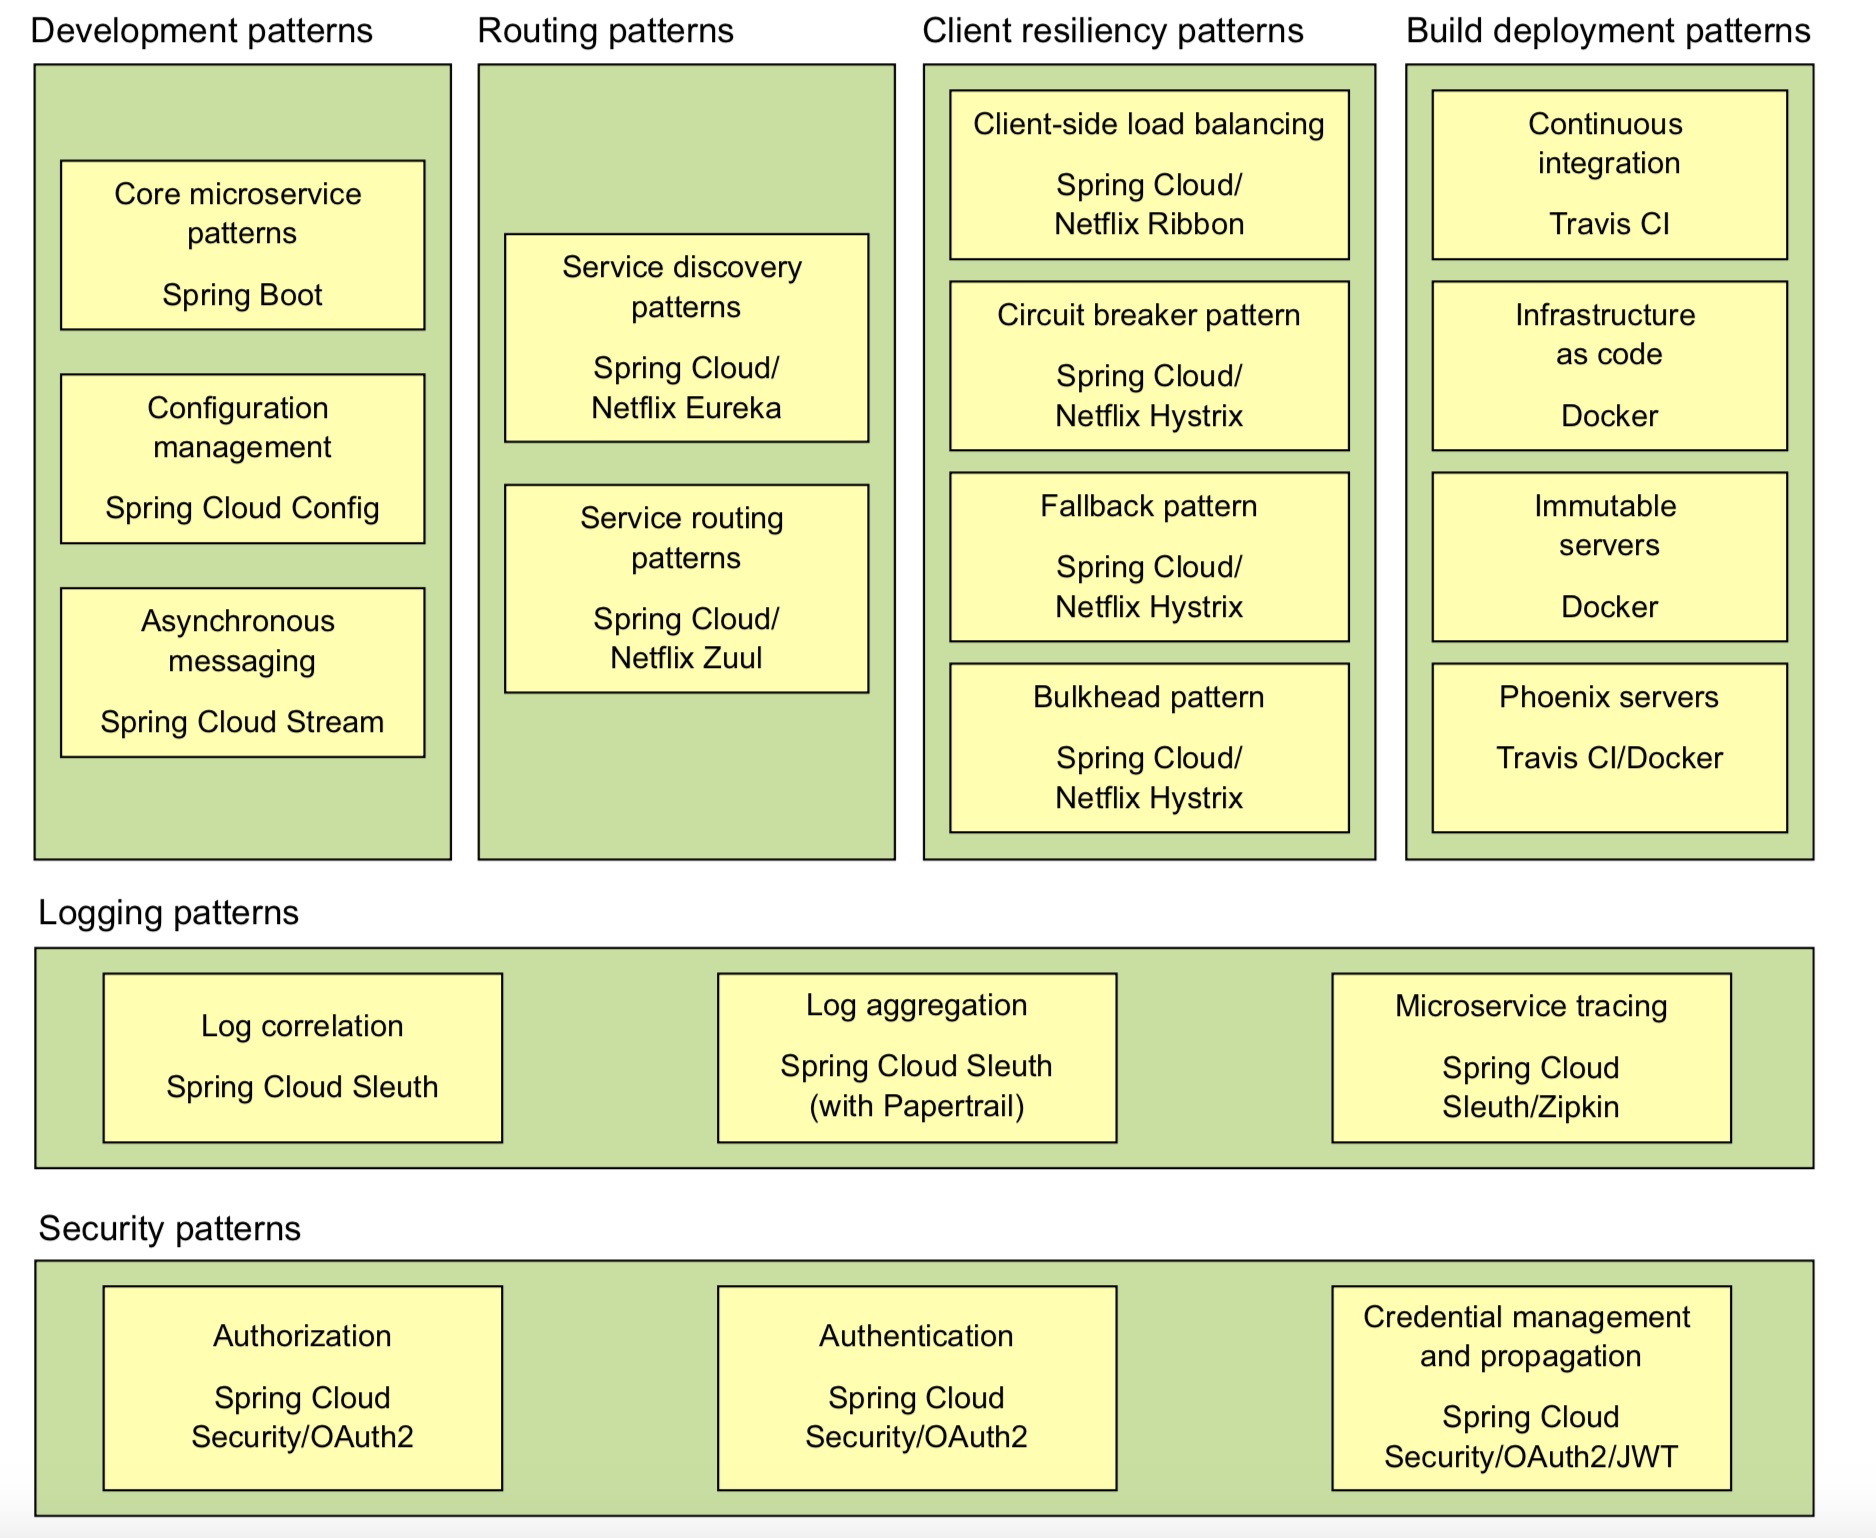 Development patterns
Core microservice
patterns
Spring Boot
Configuration
management
Spring Cloud Config
Asynchronous
messaging
Spring Cloud Stream
Routing patterns
Service discovery
patterns
Spring Cloud/
Netflix Eureka
Service routing
patterns
Spring Cloud/
Netflix Zuul
Client resiliency patterns
Client-side load balancing
Spring Cloud/
Netflix Ribbon
Circuit breaker pattern
Spring Cloud/
Netflix Hystrix
Fallback pattern
Spring Cloud/
Netflix Hystrix
Bulkhead pattern
Spring Cloud/
Netflix Hystrix
Build deployment patterns
Continuous
integration
Travis CI
Infrastructure
as code
Docker
Immutable
servers
Docker
Phoenix servers
Travis CI/Docker
Logging patterns
Log correlation
Spring Cloud Sleuth
Log aggregation
Spring Cloud Sleuth
(with Papertrail)
Microservice tracing
Spring Cloud
Sleuth/Zipkin
Security patterns
Authorization
Spring Cloud
Security/OAuth2
Authentication
Spring Cloud
Security/OAuth2
Credential management
and propagation
Spring Cloud
Security/OAuth2/JWT